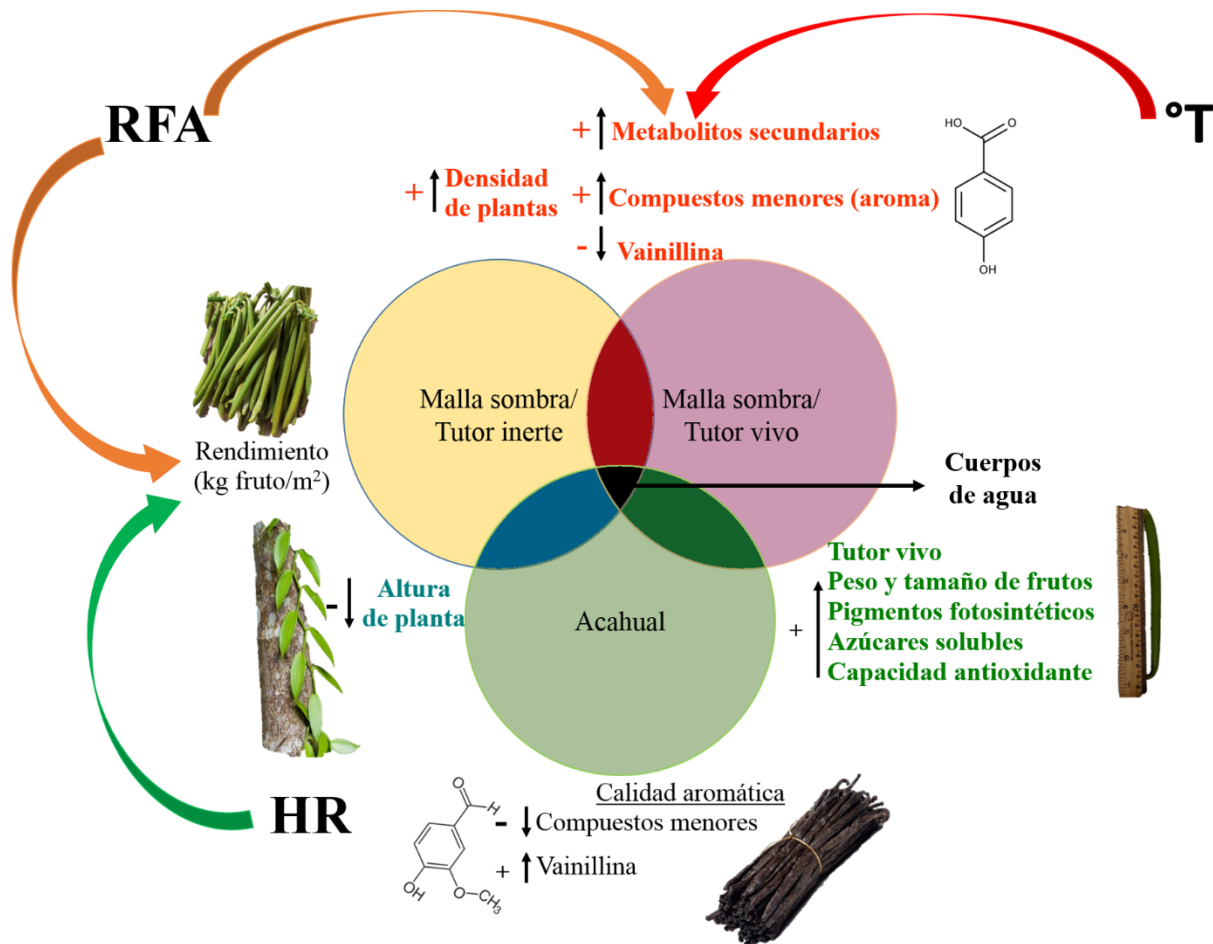 RFA
°T
+ Metabolitos secundarios
HO
O
+ Densidad
de plantas
+ Compuestos menores (aroma)
- Vainillina
OH
Malla sombra/
Tutor inerte
Malla sombra/
Tutor vivo
Rendimiento
(kg fruto/m²)
Cuerpos
de agua
- Altura
de planta
Acahual
+
Tutor vivo
Peso y tamaño de frutos
Pigmentos fotosintéticos
Azúcares solubles
Capacidad antioxidante
HR
Calidad aromática
- Compuestos menores
+ Vainillina
O
H
OH
O
CH₃